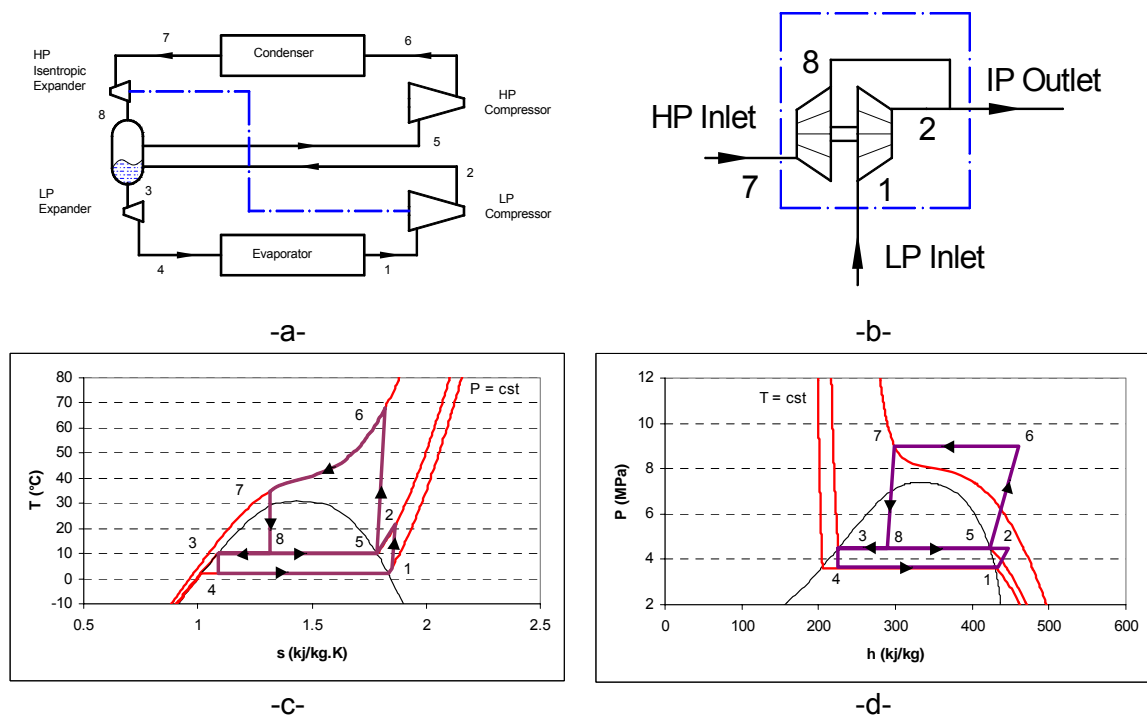 7
Condenser
6
HP
Isentropic
Expander
HP
Compressor
8
5
3
2
LP
Expander
LP
Compressor
Evaporator
4
1
-a-
8
IP Outlet
HP Inlet
2
7
1
LP Inlet
-b-
80
70
60
50
40
30
20
10
0
-10
T (°C)
P = cst
6
7
2
3
8
5
4
1
0.5
1
1.5
2
2.5
s (kj/kg.K)
-c-
12
10
8
6
4
2
P (MPa)
T = cst
7
6
3
8
5
2
4
1
0
100
200
300
400
500
600
h (kj/kg)
-d-